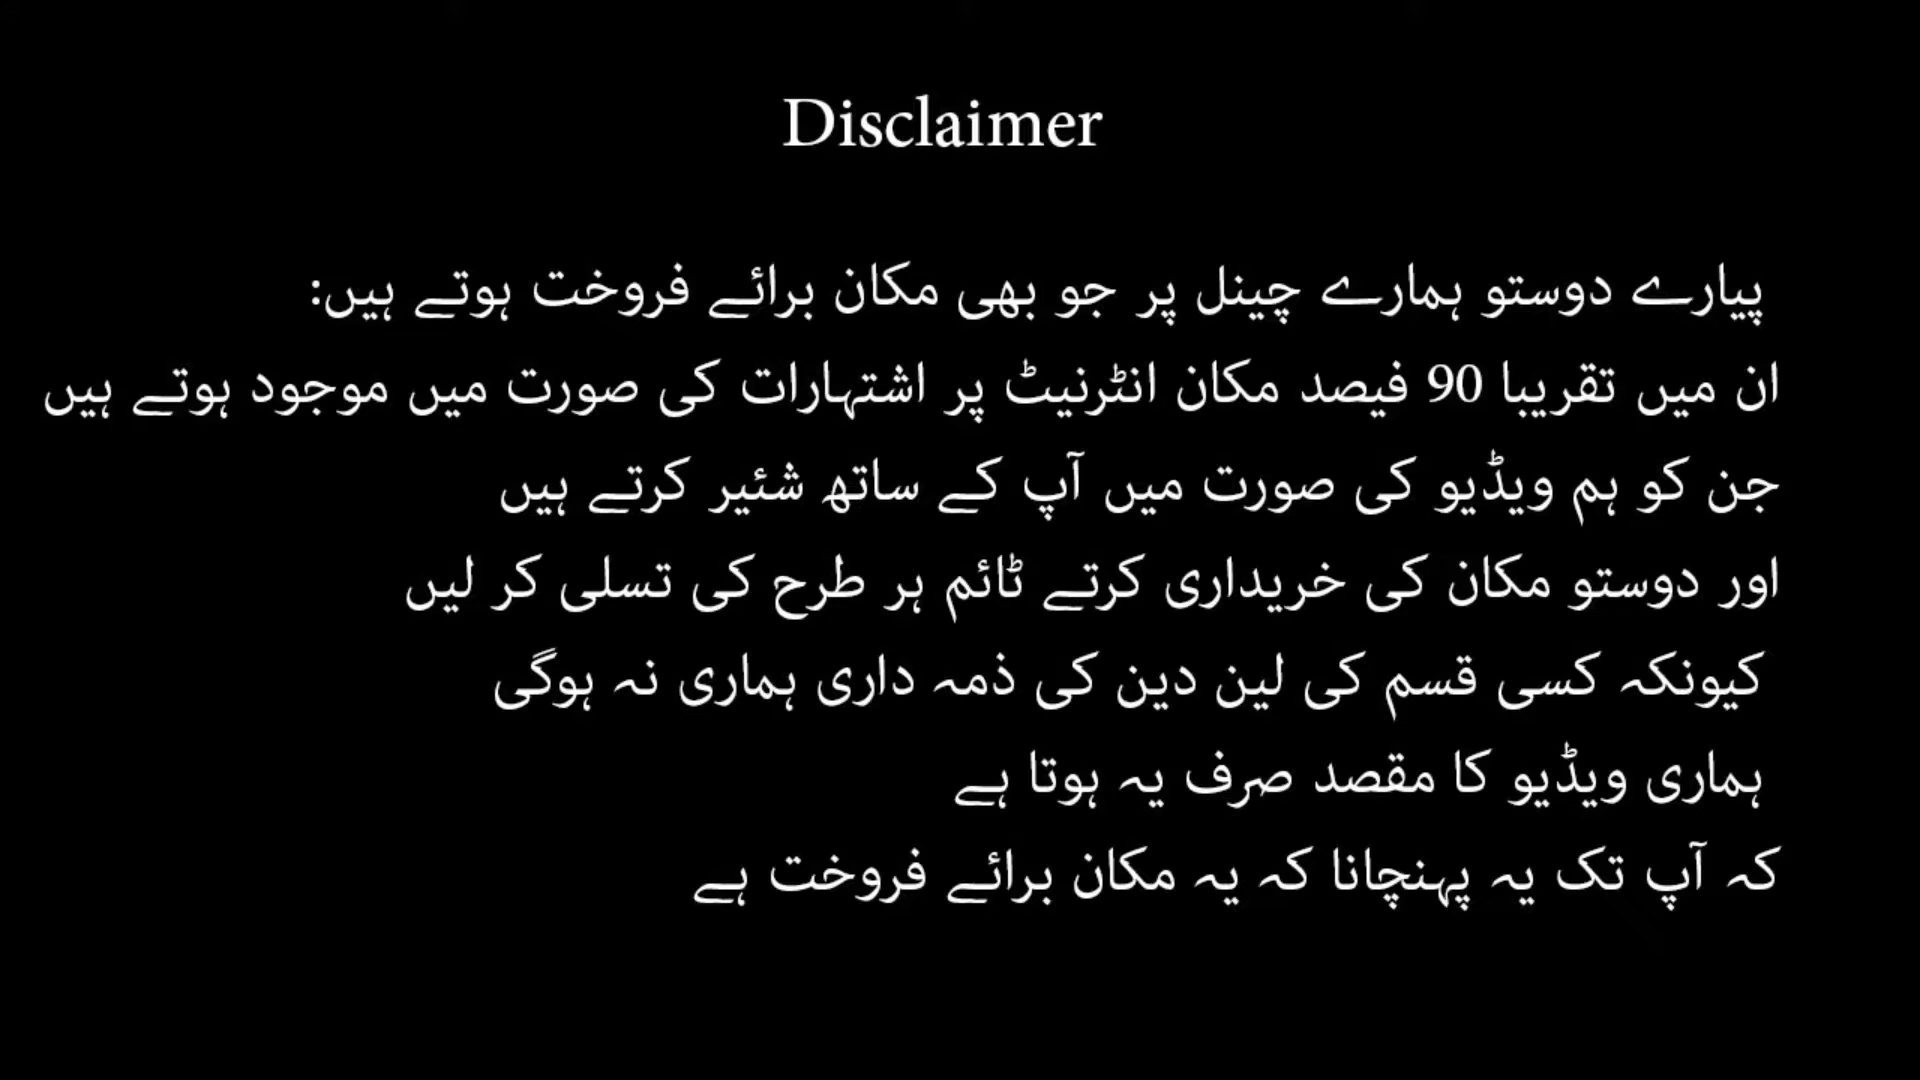 Disclaimer
پیارے دوستو ہمارے چینل پر جو بھی مکان برائے فروخت ہوتے ہیں:
ان میں تقریبا 90 فیصد مکان انٹرنیٹ پر اشتہارات کی صورت میں موجود ہوتے ہیں
جن کو ہم ویڈیو کی صورت میں آپ کے ساتھ شئیر کرتے ہیں
اور دوستو مکان کی خریداری کرتے ٹائم ہر طرح کی تسلی کر لیں
کیونکہ کسی قسم کی لین دین کی ذمہ داری ہماری نہ ہوگی
ہماری ویڈیو کا مقصد صرف یہ ہوتا ہے
کہ آپ تک یہ پہنچانا کہ یہ مکان برائے فروخت ہے